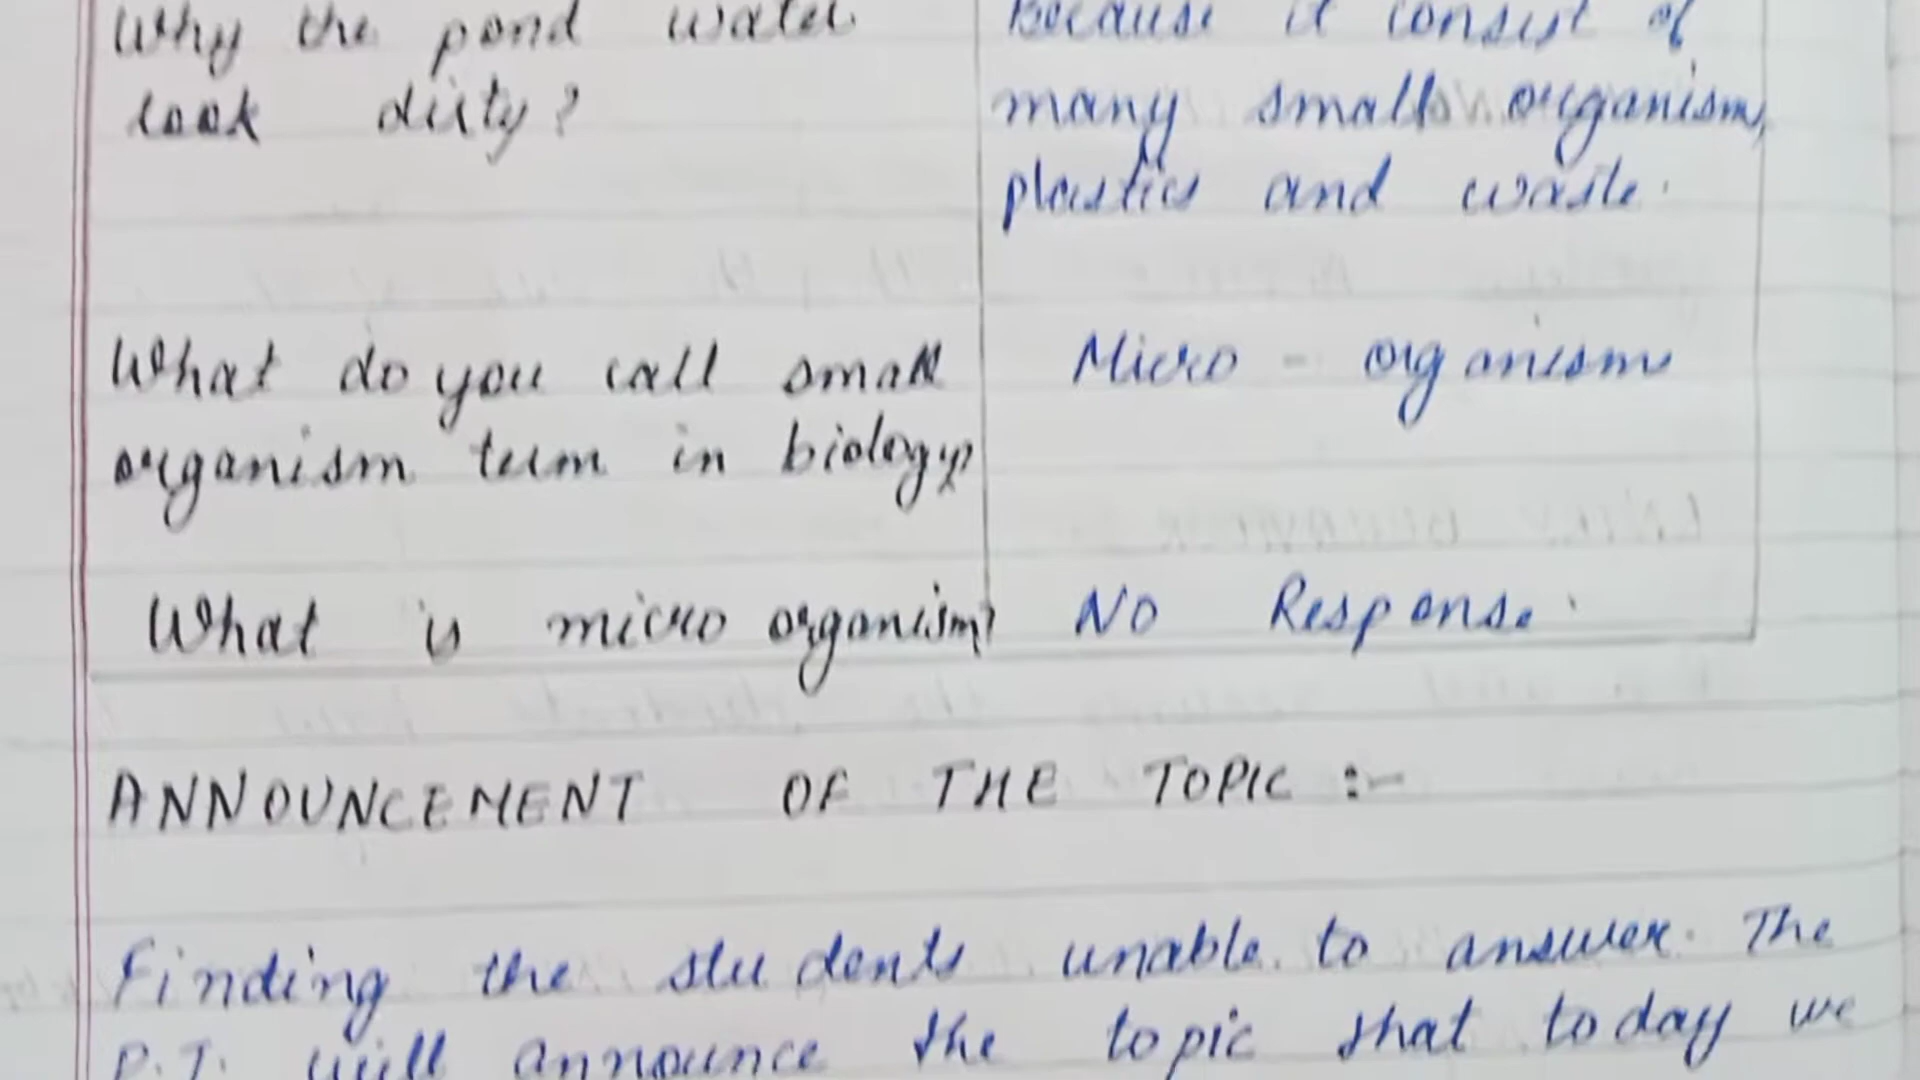 Why the pond water
look dirty?
Because it consist of
many small organism,
plastics and waste.
What do you call small
organism term in biology?
Micro - organism
What is micro organism?
No Response.
ANNOUNCEMENT OF THE TOPIC :-
Finding the students unable to answer. The
P.T. will announce the topic that today we